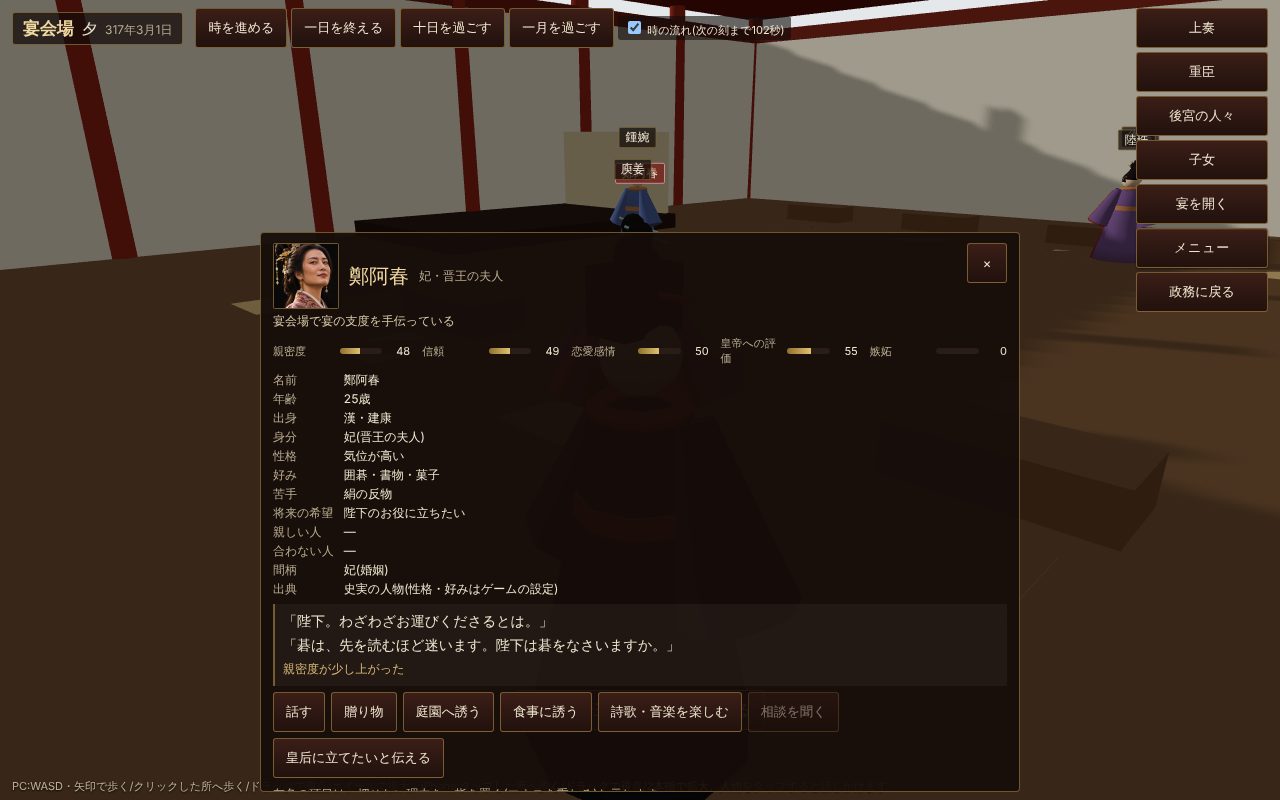 宴会場 夕 317年3月1日
時を進める
一日を終える
十日を過ごす
一月を過ごす
時の流れ(次の刻まで102秒)
上奏
重臣
後宮の人々
子女
宴を開く
メニュー
政務に戻る
鍾婉
庾姜
春
陸
鄭阿春 妃・晋王の夫人
×
宴会場で宴の支度を手伝っている
親密度 48 信頼 49 恋愛感情 50 皇帝への評価 55 嫉妬 0
名前 鄭阿春
年齢 25歳
出身 漢・建康
身分 妃(晋王の夫人)
性格 気位が高い
好み 囲碁・書物・菓子
苦手 絹の反物
将来の希望 陛下のお役に立ちたい
親しい人 —
合わない人 —
間柄 妃(婚姻)
出典 史実の人物(性格・好みはゲームの設定)
「陛下。わざわざお運びくださるとは。」
「碁は、先を読むほど迷います。陛下は碁をなさいますか。」
親密度が少し上がった
話す
贈り物
庭園へ誘う
食事に誘う
詩歌・音楽を楽しむ
相談を聞く
皇后に立てたいと伝える
PC:WASD・矢印で歩く/クリックした所へ歩く/ド